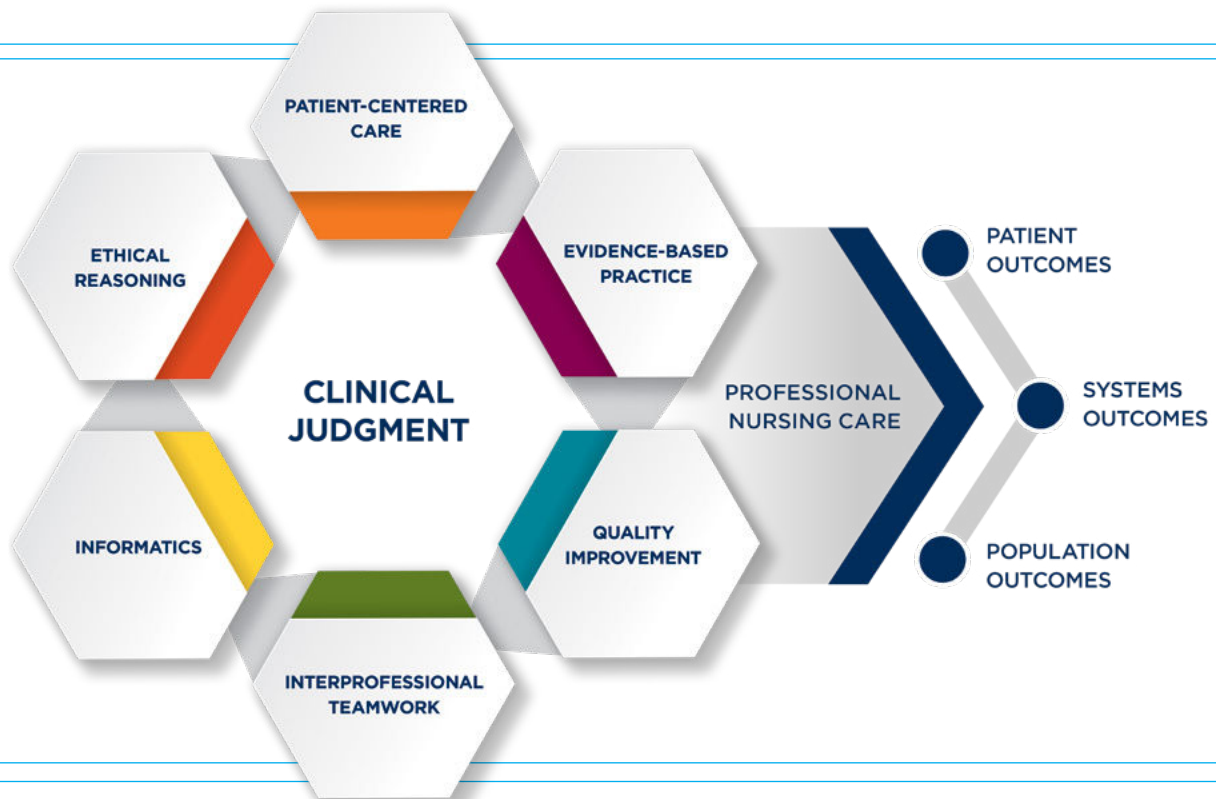 PATIENT-CENTERED
CARE
ETHICAL
REASONING
EVIDENCE-BASED
PRACTICE
CLINICAL
JUDGMENT
INFORMATICS
QUALITY
IMPROVEMENT
INTERPROFESSIONAL
TEAMWORK
PROFESSIONAL
NURSING CARE
PATIENT
OUTCOMES
SYSTEMS
OUTCOMES
POPULATION
OUTCOMES